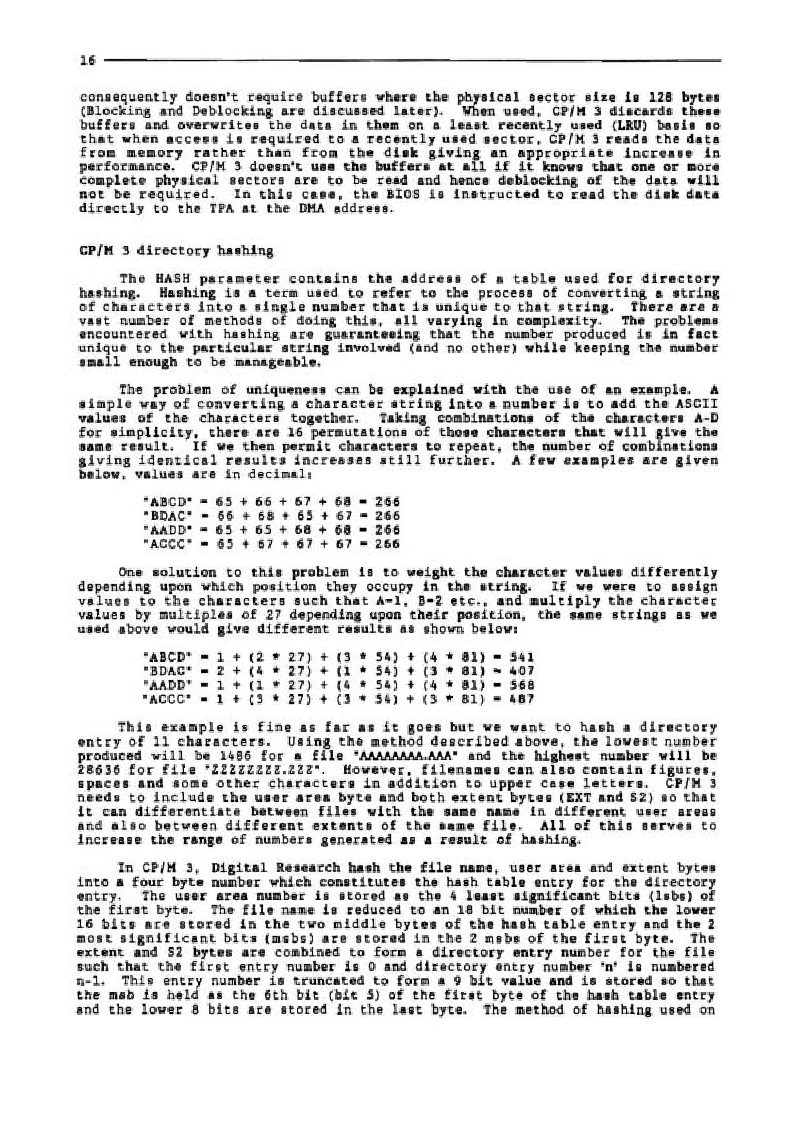 16
consequently doesn't require buffers where the physical sector size is 128 bytes
(Blocking and Deblocking are discussed later). When used, CP/M 3 discards these
buffers and overwrites the data in them on a least recently used (LRU) basis so
that when access is required to a recently used sector, CP/M 3 reads the data
from memory rather than from the disk giving an appropriate increase in
performance. CP/M 3 doesn't use the buffers at all if it knows that one or more
complete physical sectors are to be read and hence deblocking of the data will
not be required. In this case, the BIOS is instructed to read the disk data
directly to the TPA at the DMA address.
CP/M 3 directory hashing
The HASH parameter contains the address of a table used for directory
hashing. Hashing is a term used to refer to the process of converting a string
of characters into a single number that is unique to that string. There are a
vast number of methods of doing this, all varying in complexity. The problems
encountered with hashing are guaranteeing that the number produced is in fact
unique to the particular string involved (and no other) while keeping the number
small enough to be manageable.
The problem of uniqueness can be explained with the use of an example. A
simple way of converting a character string into a number is to add the ASCII
values of the characters together. Taking combinations of the characters A-D
for simplicity, there are 16 permutations of those characters that will give the
same result. If we then permit characters to repeat, the number of combinations
giving identical results increases still further. A few examples are given
below, values are in decimal:
"ABCD" = 65 + 66 + 67 + 68 = 266
"BDAC" = 66 + 68 + 65 + 67 = 266
"AADD" = 65 + 65 + 68 + 68 = 266
"ACCC" = 65 + 67 + 67 + 67 = 266
One solution to this problem is to weight the character values differently
depending upon which position they occupy in the string. If we were to assign
values to the characters such that A=1, B=2 etc., and multiply the character
values by multiples of 27 depending upon their position, the same strings as we
used above would give different results as shown below:
"ABCD" = 1 + (2 * 27) + (3 * 54) + (4 * 81) = 541
"BDAC" = 2 + (4 * 27) + (1 * 54) + (3 * 81) = 407
"AADD" = 1 + (1 * 27) + (4 * 54) + (4 * 81) = 568
"ACCC" = 1 + (3 * 27) + (3 * 54) + (3 * 81) = 487
This example is fine as far as it goes but we want to hash a directory
entry of 11 characters. Using the method described above, the lowest number
produced will be 1486 for a file "AAAAAAAA.AAA" and the highest number will be
28636 for file "ZZZZZZZZ.ZZZ". However, filenames can also contain figures,
spaces and some other characters in addition to upper case letters. CP/M 3
needs to include the user area byte and both extent bytes (EXT and S2) so that
it can differentiate between files with the same name in different user areas
and also between different extents of the same file. All of this serves to
increase the range of numbers generated as a result of hashing.
In CP/M 3, Digital Research hash the file name, user area and extent bytes
into a four byte number which constitutes the hash table entry for the directory
entry. The user area number is stored as the 4 least significant bits (lsbs) of
the first byte. The file name is reduced to an 18 bit number of which the lower
16 bits are stored in the two middle bytes of the hash table entry and the 2
most significant bits (msbs) are stored in the 2 msbs of the first byte. The
extent and S2 bytes are combined to form a directory entry number for the file
such that the first entry number is 0 and directory entry number 'n' is numbered
n-1. This entry number is truncated to form a 9 bit value and is stored so that
the msb is held as the 6th bit (bit 5) of the first byte of the hash table entry
and the lower 8 bits are stored in the last byte. The method of hashing used on